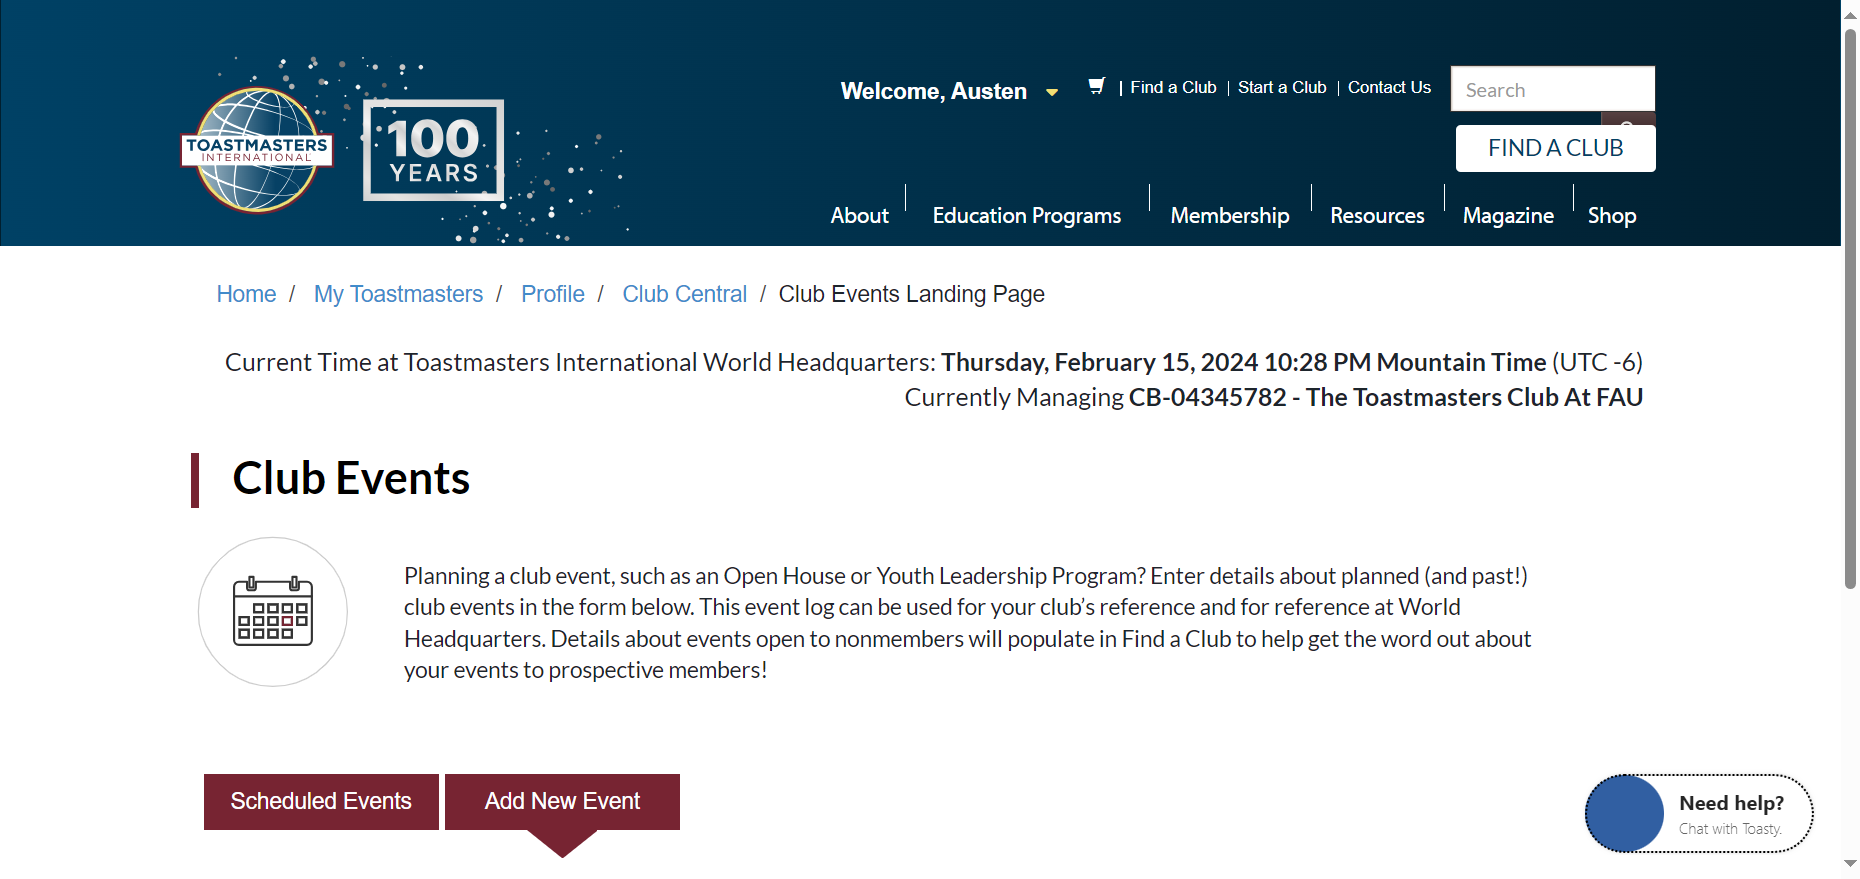 TOASTMASTERS
INTERNATIONAL
100
YEARS
Welcome, Austen
| Find a Club | Start a Club | Contact Us
Search
FIND A CLUB
About
Education Programs
Membership
Resources
Magazine
Shop
Home / My Toastmasters / Profile / Club Central / Club Events Landing Page
Current Time at Toastmasters International World Headquarters: Thursday, February 15, 2024 10:28 PM Mountain Time (UTC -6)
Currently Managing CB-04345782 - The Toastmasters Club At FAU
Club Events
Planning a club event, such as an Open House or Youth Leadership Program? Enter details about planned (and past!)
club events in the form below. This event log can be used for your club’s reference and for reference at World
Headquarters. Details about events open to nonmembers will populate in Find a Club to help get the word out about
your events to prospective members!
Scheduled Events
Add New Event
Need help?
Chat with Toasty.